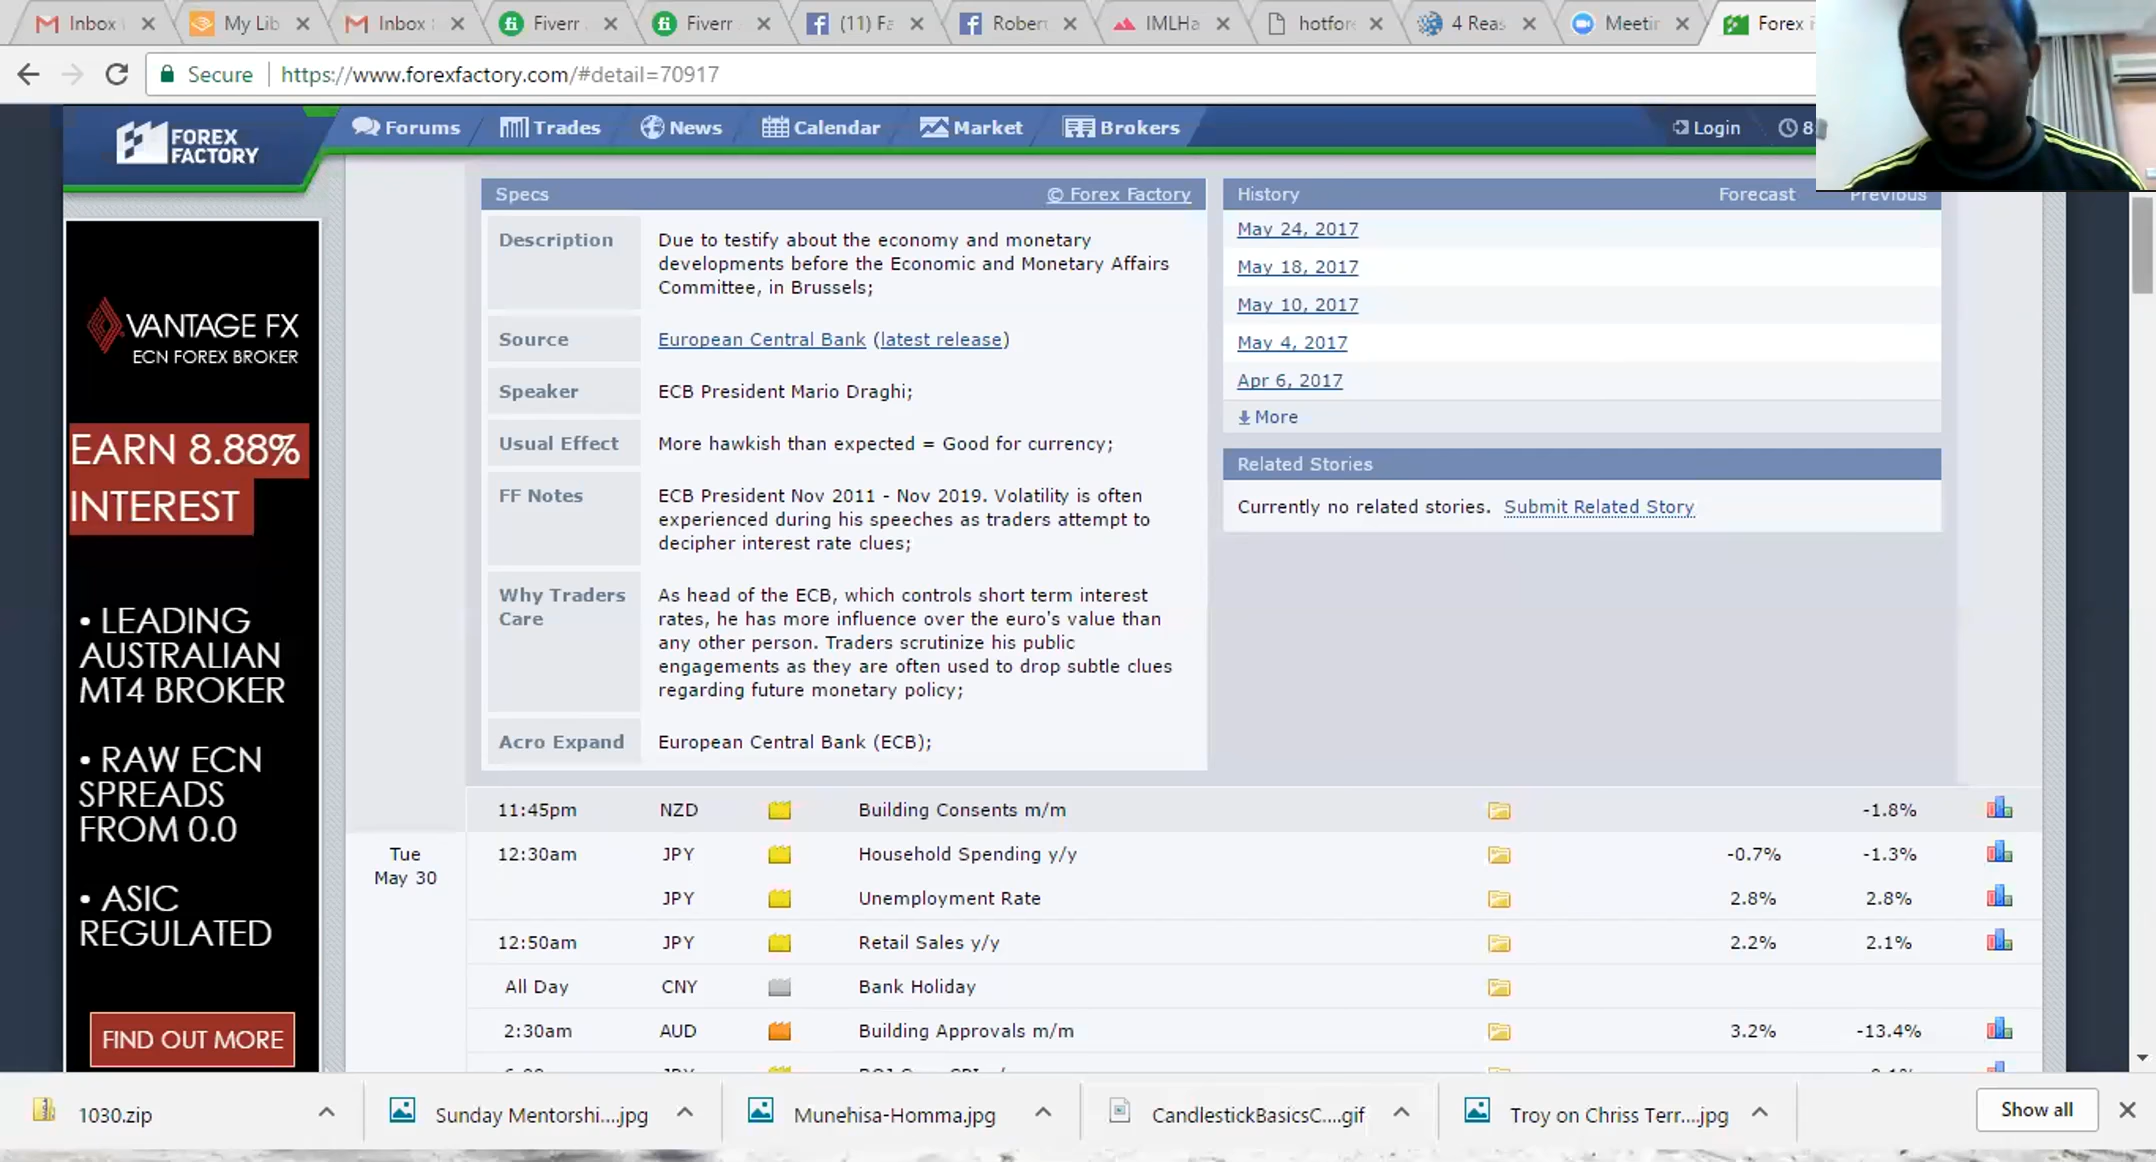 Inbox
My Lib
Inbox
Fiverr
Fiverr
(11) Fa
Rober
IMLHa
hotfor
4 Reas
Meetin
Forex
Secure
https://www.forexfactory.com/#detail=70917
FOREX
FACTORY
Forums
Trades
News
Calendar
Market
Brokers
Login
8
VANTAGE FX
ECN FOREX BROKER
EARN 8.88%
INTEREST
• LEADING
AUSTRALIAN
MT4 BROKER
• RAW ECN
SPREADS
FROM 0.0
• ASIC
REGULATED
FIND OUT MORE
Specs © Forex Factory
Description Due to testify about the economy and monetary
developments before the Economic and Monetary Affairs
Committee, in Brussels;
Source European Central Bank (latest release)
Speaker ECB President Mario Draghi;
Usual Effect More hawkish than expected = Good for currency;
FF Notes ECB President Nov 2011 - Nov 2019. Volatility is often
experienced during his speeches as traders attempt to
decipher interest rate clues;
Why Traders As head of the ECB, which controls short term interest
Care rates, he has more influence over the euro's value than
any other person. Traders scrutinize his public
engagements as they are often used to drop subtle clues
regarding future monetary policy;
Acro Expand European Central Bank (ECB);
History Forecast Previous
May 24, 2017
May 18, 2017
May 10, 2017
May 4, 2017
Apr 6, 2017
More
Related Stories
Currently no related stories. Submit Related Story
11:45pm NZD Building Consents m/m -1.8%
Tue
May 30
12:30am JPY Household Spending y/y -0.7% -1.3%
JPY Unemployment Rate 2.8% 2.8%
12:50am JPY Retail Sales y/y 2.2% 2.1%
All Day CNY Bank Holiday
2:30am AUD Building Approvals m/m 3.2% -13.4%
1030.zip
Sunday Mentorshi....jpg
Munehisa-Homma.jpg
CandlestickBasicsC....gif
Troy on Chriss Terr....jpg
Show all